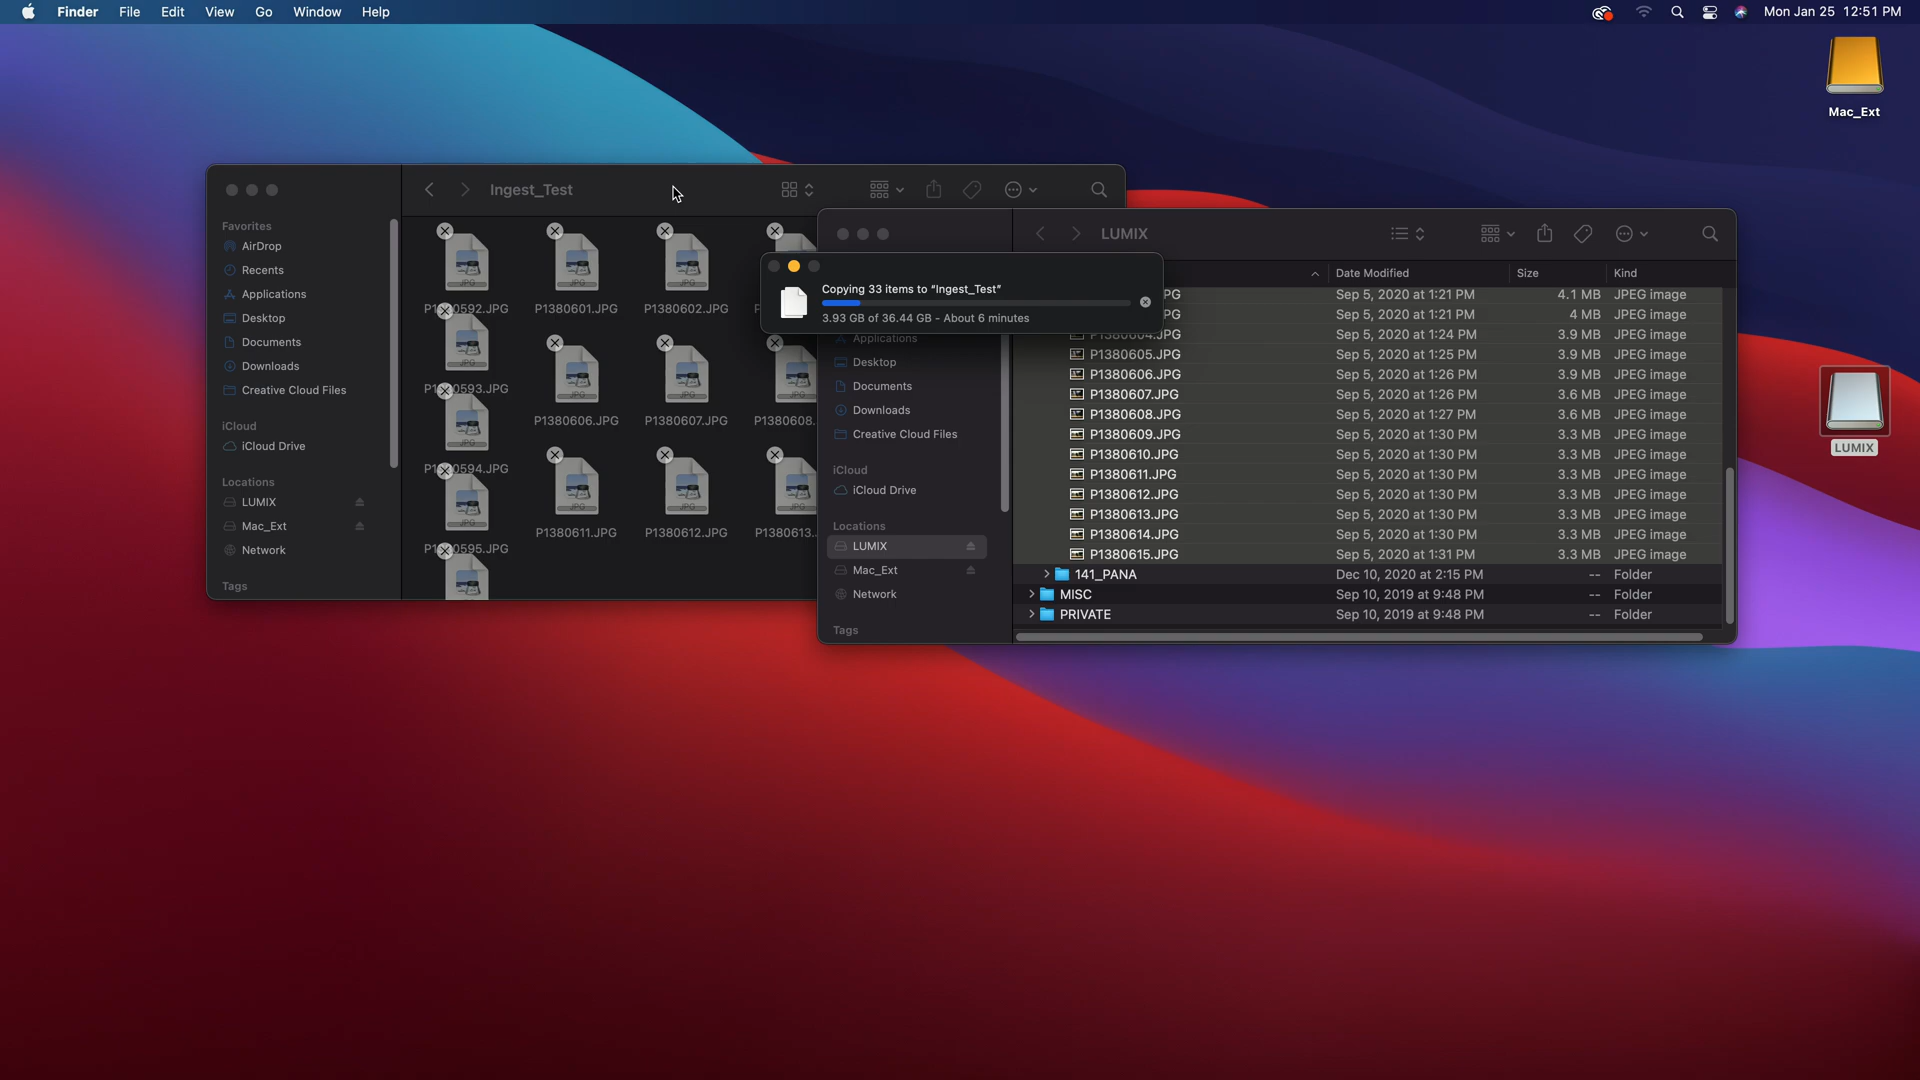 Finder File Edit View Go Window Help
Mon Jan 25 12:51 PM
Mac_Ext
LUMIX
Ingest_Test
Favorites
AirDrop
Recents
Applications
Desktop
Documents
Downloads
Creative Cloud Files
iCloud
iCloud Drive
Locations
LUMIX
Mac_Ext
Network
Tags
P1380601.JPG P1380602.JPG
P1380606.JPG P1380607.JPG P1380608.
P1380611.JPG P1380612.JPG P1380613.
Copying 33 items to “Ingest_Test”
3.93 GB of 36.44 GB - About 6 minutes
LUMIX
Applications
Desktop
Documents
Downloads
Creative Cloud Files
iCloud
iCloud Drive
Locations
LUMIX
Mac_Ext
Network
Tags
Date Modified Size Kind
PG Sep 5, 2020 at 1:21 PM 4.1 MB JPEG image
PG Sep 5, 2020 at 1:21 PM 4 MB JPEG image
P1380604.JPG Sep 5, 2020 at 1:24 PM 3.9 MB JPEG image
P1380605.JPG Sep 5, 2020 at 1:25 PM 3.9 MB JPEG image
P1380606.JPG Sep 5, 2020 at 1:26 PM 3.9 MB JPEG image
P1380607.JPG Sep 5, 2020 at 1:26 PM 3.6 MB JPEG image
P1380608.JPG Sep 5, 2020 at 1:27 PM 3.6 MB JPEG image
P1380609.JPG Sep 5, 2020 at 1:30 PM 3.3 MB JPEG image
P1380610.JPG Sep 5, 2020 at 1:30 PM 3.3 MB JPEG image
P1380611.JPG Sep 5, 2020 at 1:30 PM 3.3 MB JPEG image
P1380612.JPG Sep 5, 2020 at 1:30 PM 3.3 MB JPEG image
P1380613.JPG Sep 5, 2020 at 1:30 PM 3.3 MB JPEG image
P1380614.JPG Sep 5, 2020 at 1:30 PM 3.3 MB JPEG image
P1380615.JPG Sep 5, 2020 at 1:31 PM 3.3 MB JPEG image
141_PANA Dec 10, 2020 at 2:15 PM -- Folder
MISC Sep 10, 2019 at 9:48 PM -- Folder
PRIVATE Sep 10, 2019 at 9:48 PM -- Folder